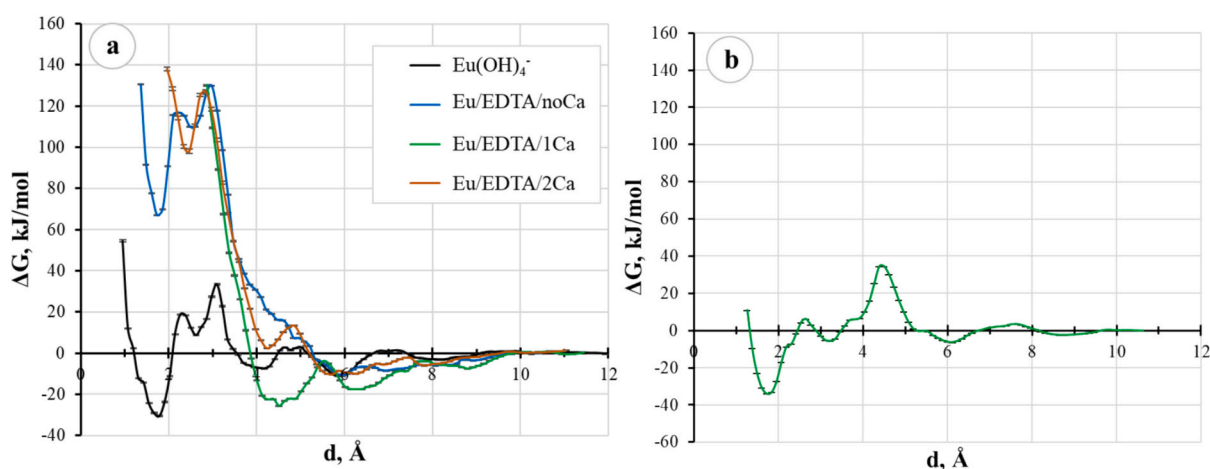 a
ΔG, kJ/mol
160
140
120
100
80
60
40
20
0
-20
-40
0 2 4 6 8 10 12
d, Å
Eu(OH)₄⁻
Eu/EDTA/noCa
Eu/EDTA/1Ca
Eu/EDTA/2Ca
b
ΔG, kJ/mol
160
140
120
100
80
60
40
20
0
-20
-40
-60
0 2 4 6 8 10 12
d, Å